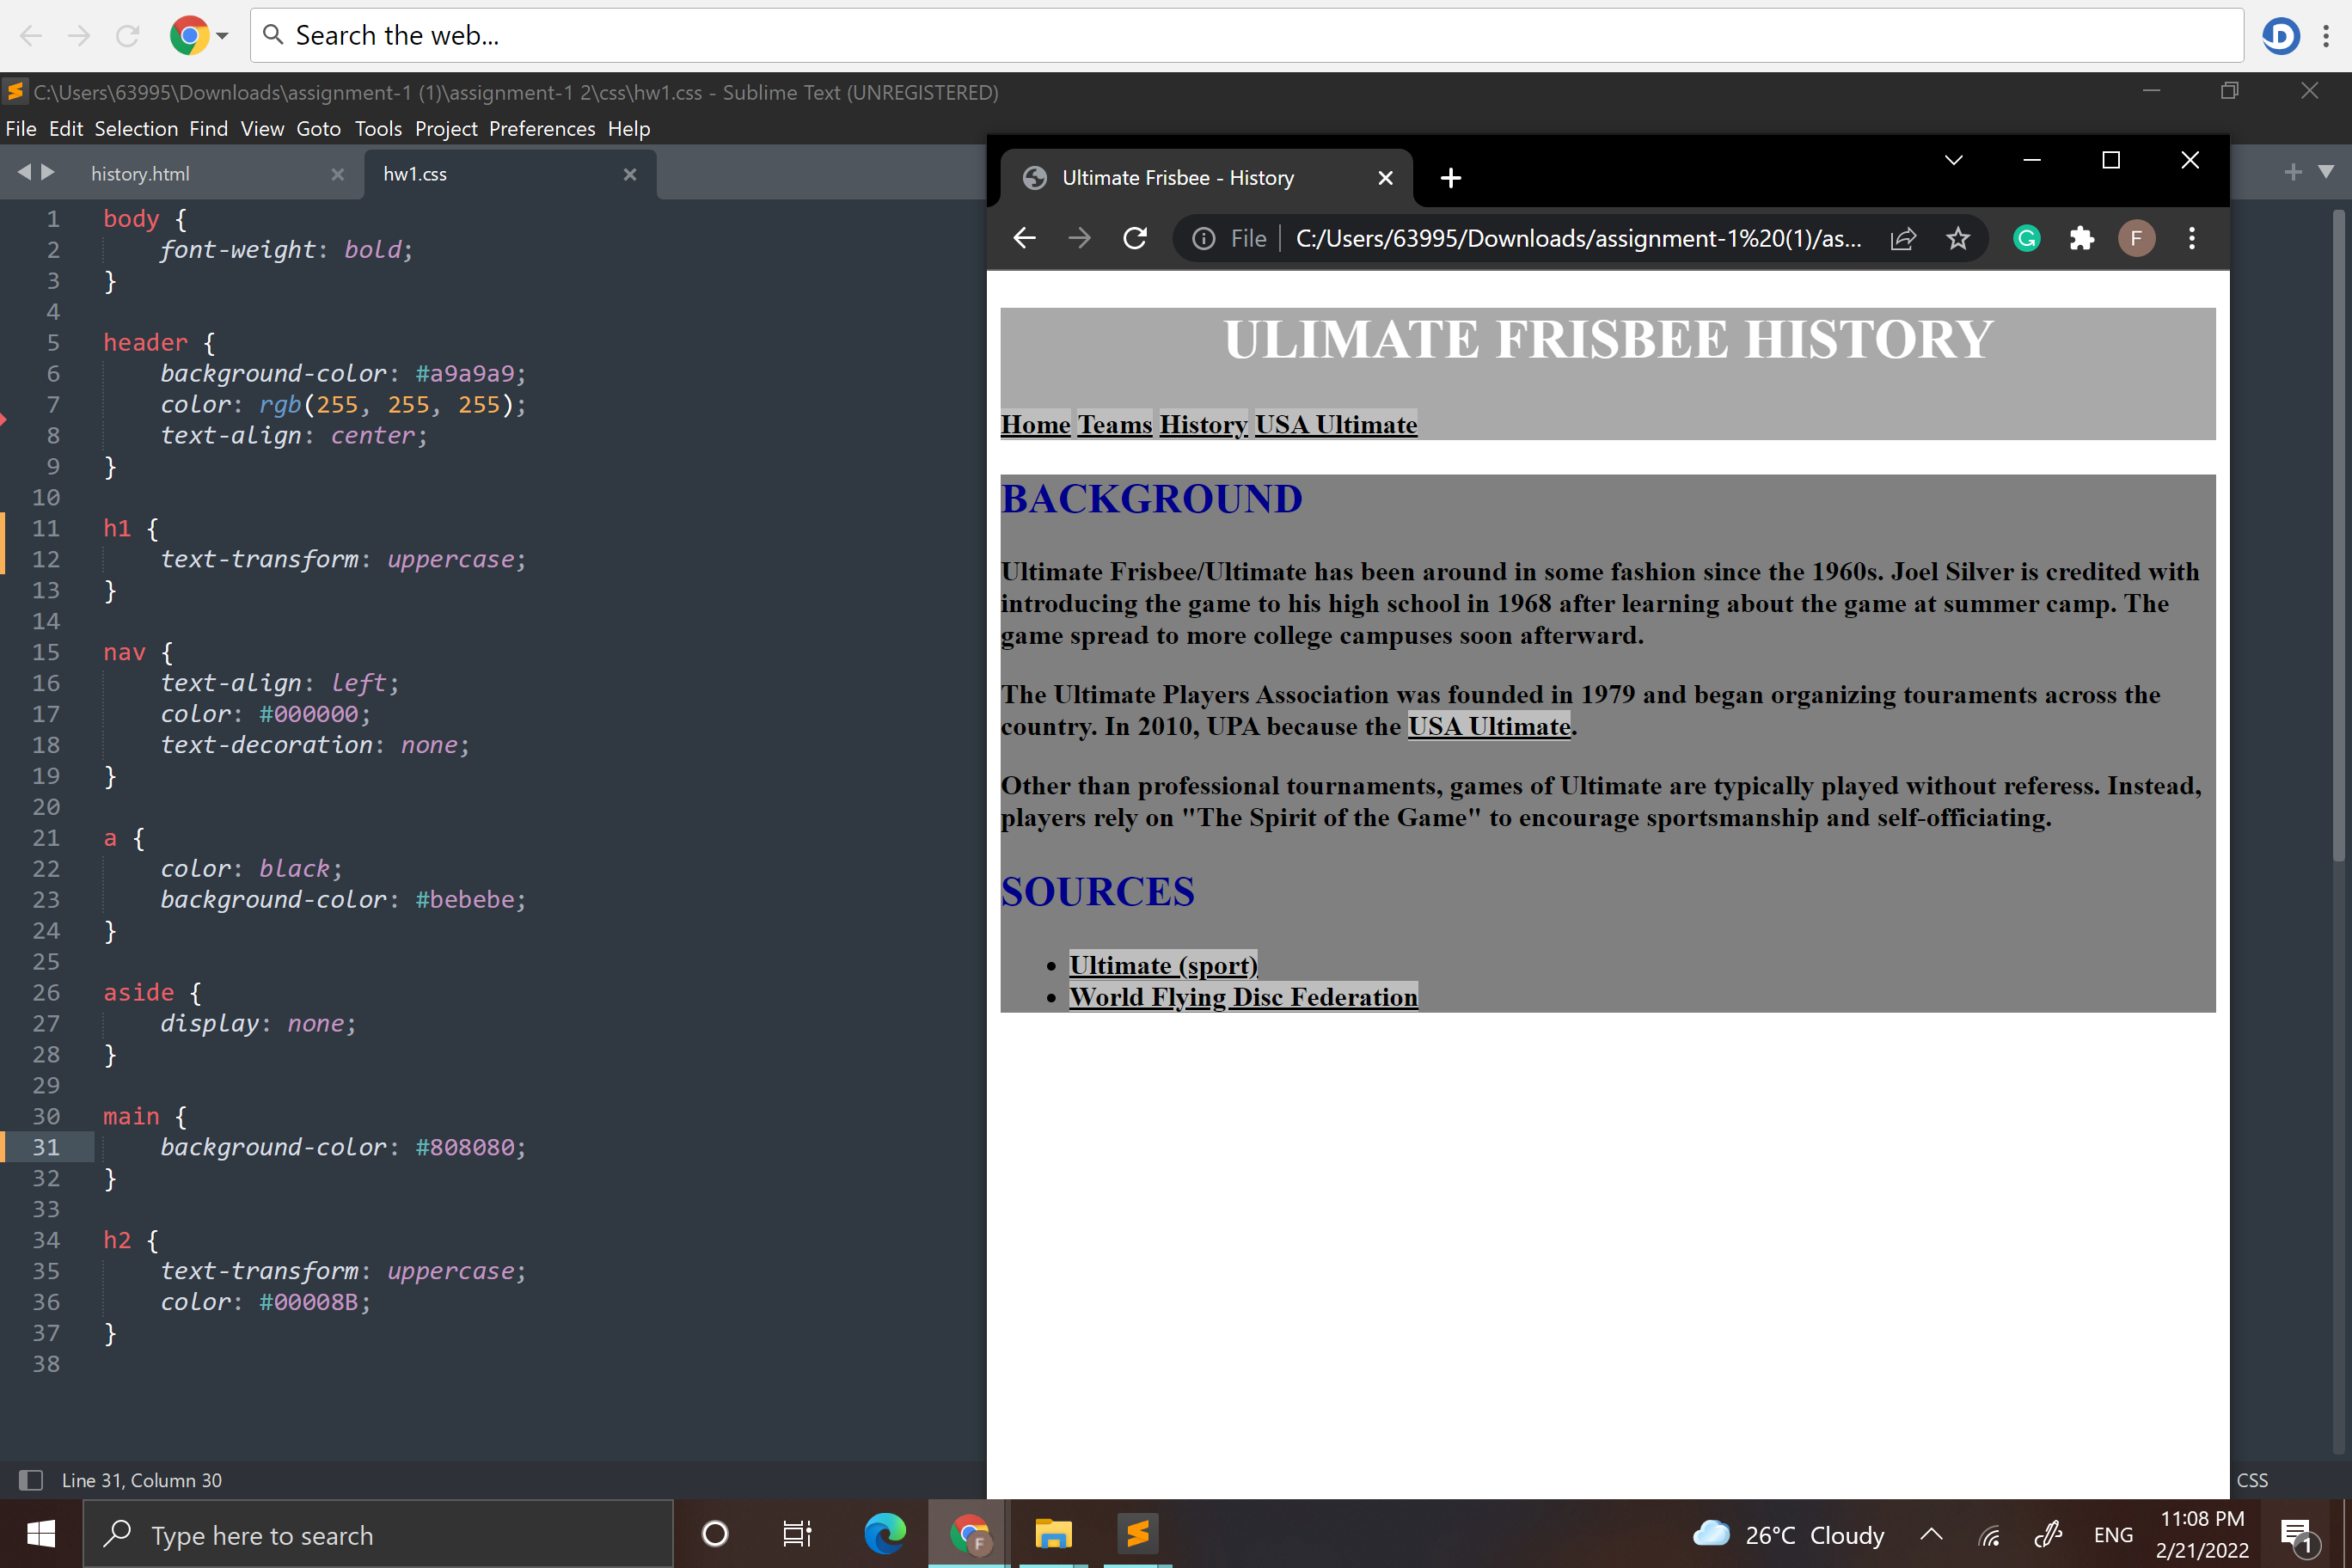 Search the web...
C:\Users\63995\Downloads\assignment-1 (1)\assignment-1 2\css\hw1.css - Sublime Text (UNREGISTERED)
File Edit Selection Find View Goto Tools Project Preferences Help
history.html hw1.css
1 body {
2 font-weight: bold;
3 }
4
5 header {
6 background-color: #a9a9a9;
7 color: rgb(255, 255, 255);
8 text-align: center;
9 }
10
11 h1 {
12 text-transform: uppercase;
13 }
14
15 nav {
16 text-align: left;
17 color: #000000;
18 text-decoration: none;
19 }
20
21 a {
22 color: black;
23 background-color: #bebebe;
24 }
25
26 aside {
27 display: none;
28 }
29
30 main {
31 background-color: #808080;
32 }
33
34 h2 {
35 text-transform: uppercase;
36 color: #00008B;
37 }
38
Line 31, Column 30
CSS
Ultimate Frisbee - History
File C:/Users/63995/Downloads/assignment-1%20(1)/as...
F
ULIMATE FRISBEE HISTORY
Home Teams History USA Ultimate
BACKGROUND
Ultimate Frisbee/Ultimate has been around in some fashion since the 1960s. Joel Silver is credited with
introducing the game to his high school in 1968 after learning about the game at summer camp. The
game spread to more college campuses soon afterward.
The Ultimate Players Association was founded in 1979 and began organizing touraments across the
country. In 2010, UPA because the USA Ultimate.
Other than professional tournaments, games of Ultimate are typically played without referess. Instead,
players rely on "The Spirit of the Game" to encourage sportsmanship and self-officiating.
SOURCES
Ultimate (sport)
World Flying Disc Federation
Type here to search
F
26°C Cloudy
ENG
11:08 PM
2/21/2022
1